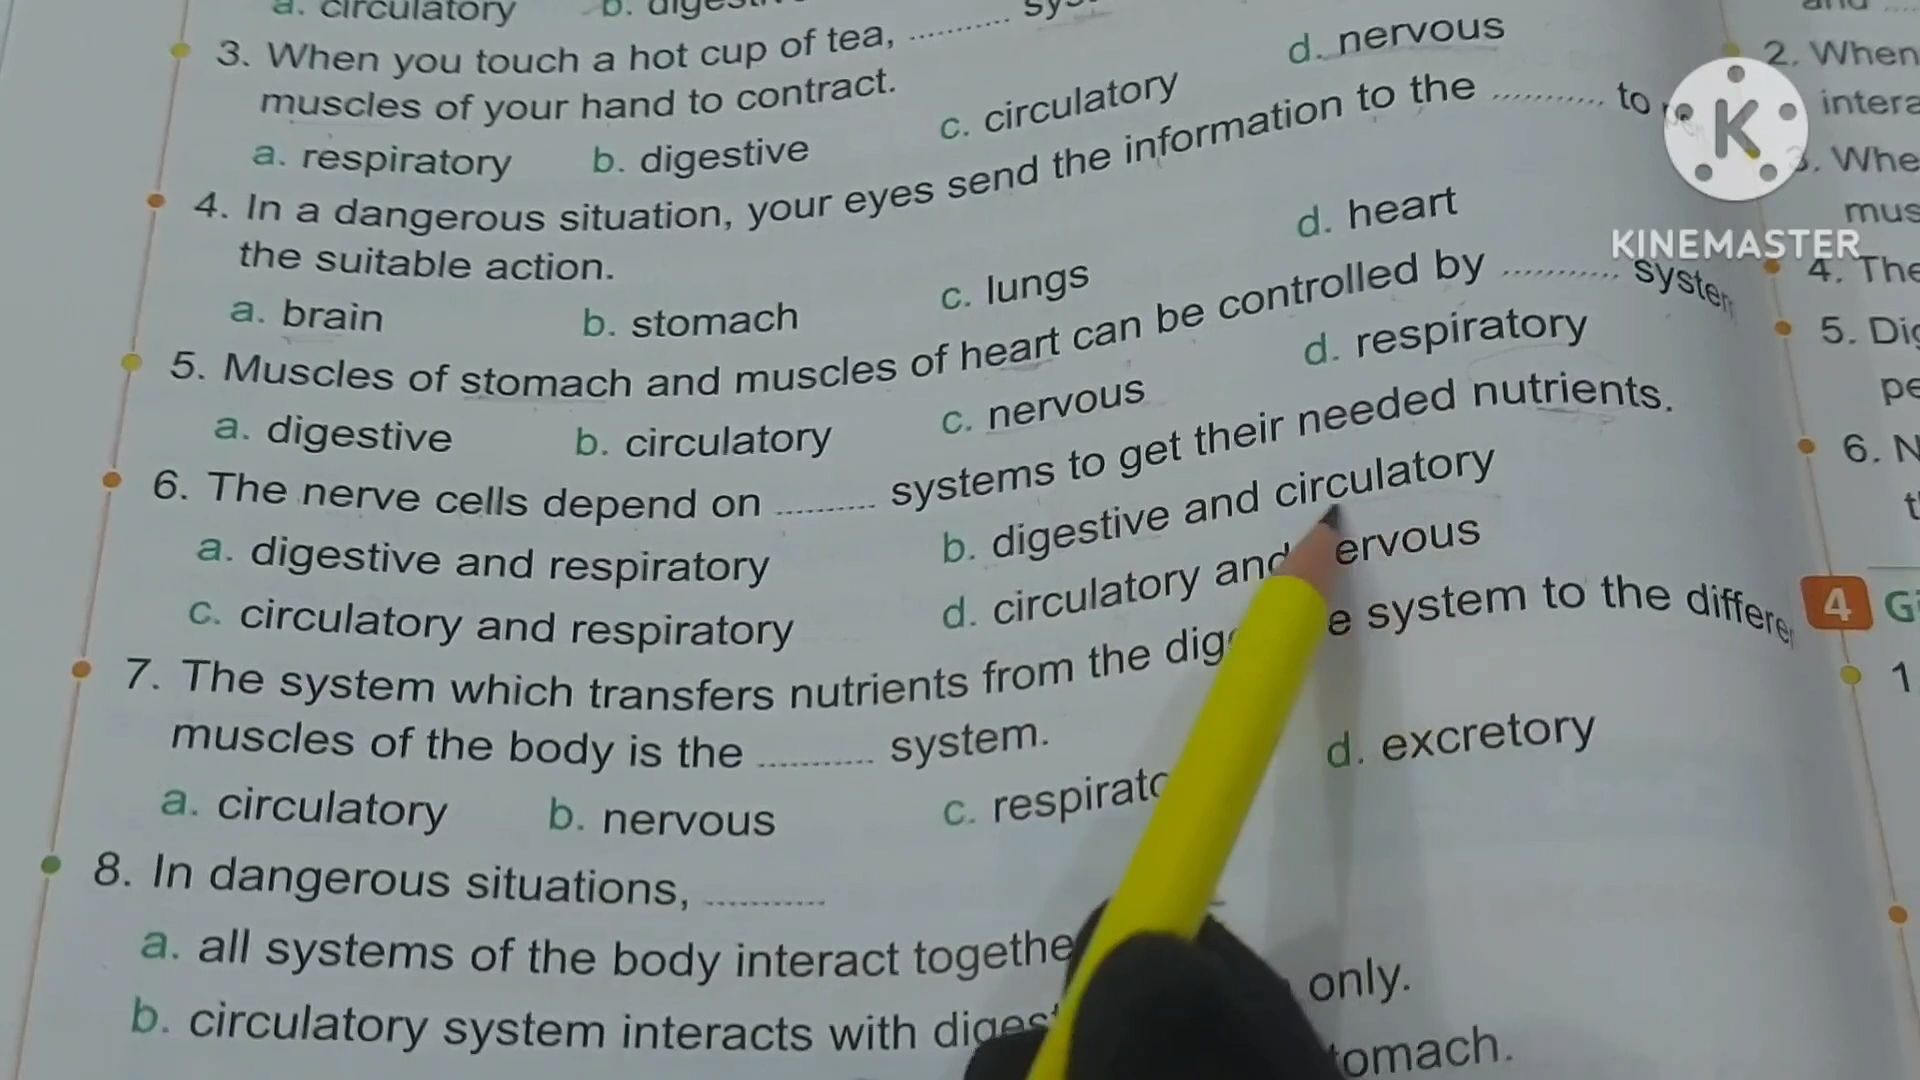 a. circulatory b.
3. When you touch a hot cup of tea, ..........
muscles of your hand to contract.
a. respiratory b. digestive c. circulatory d. nervous
4. In a dangerous situation, your eyes send the information to the .......... to
the suitable action.
a. brain b. stomach c. lungs d. heart
5. Muscles of stomach and muscles of heart can be controlled by .......... system
a. digestive b. circulatory c. nervous d. respiratory
6. The nerve cells depend on .......... systems to get their needed nutrients.
a. digestive and respiratory b. digestive and circulatory
c. circulatory and respiratory d. circulatory and ervous
7. The system which transfers nutrients from the dig e system to the differe
muscles of the body is the .......... system.
a. circulatory b. nervous c. respirato d. excretory
8. In dangerous situations, ..........
a. all systems of the body interact togethe
b. circulatory system interacts with digest only.
tomach.
2. When
intera
3. Whe
mus
4. The
5. Dig
pe
6. N
t
4 Gi
1
K
KINEMASTER